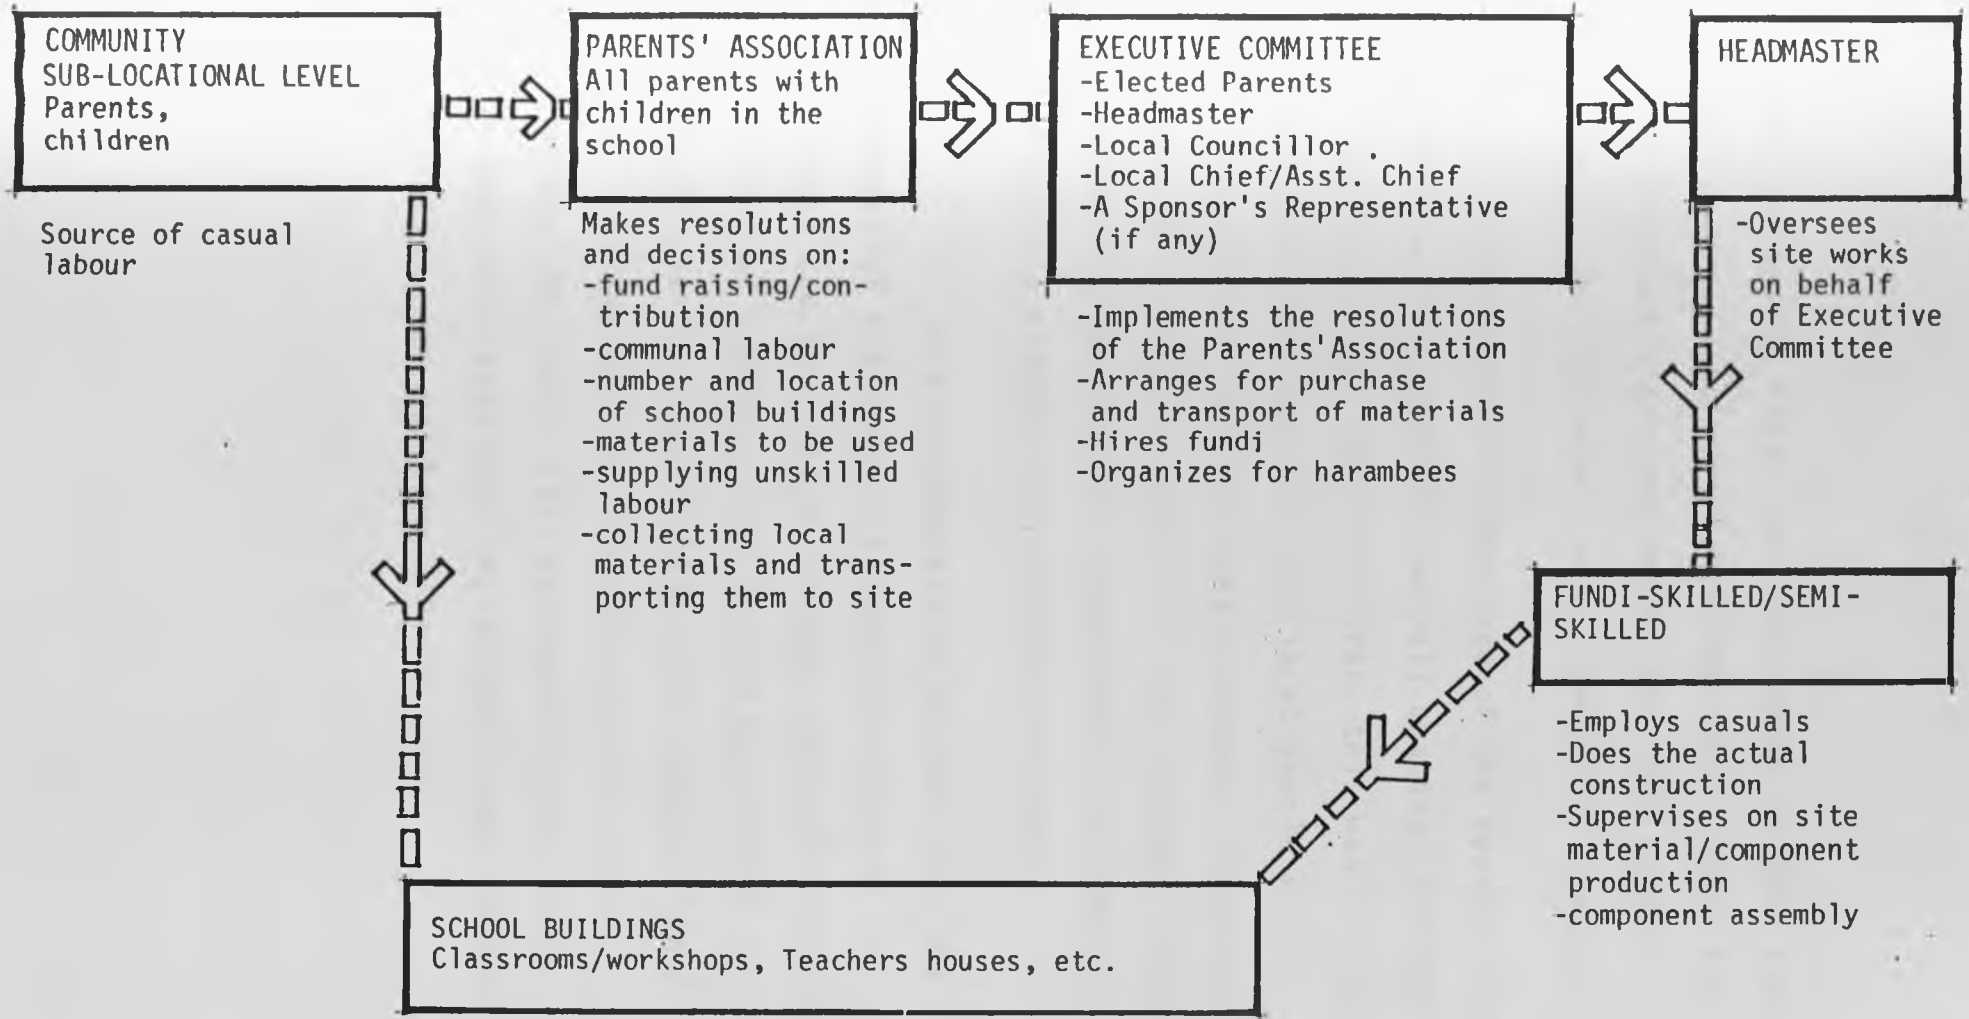 COMMUNITY
SUB-LOCATIONAL LEVEL
Parents,
children
Source of casual
labour
PARENTS' ASSOCIATION
All parents with
children in the
school
Makes resolutions
and decisions on:
-fund raising/con-
tribution
-communal labour
-number and location
of school buildings
-materials to be used
-supplying unskilled
labour
-collecting local
materials and trans-
porting them to site
EXECUTIVE COMMITTEE
-Elected Parents
-Headmaster
-Local Councillor
-Local Chief/Asst. Chief
-A Sponsor's Representative
(if any)
-Implements the resolutions
of the Parents'Association
-Arranges for purchase
and transport of materials
-Hires fundi
-Organizes for harambees
HEADMASTER
-Oversees
site works
on behalf
of Executive
Committee
FUNDI-SKILLED/SEMI-
SKILLED
-Employs casuals
-Does the actual
construction
-Supervises on site
material/component
production
-component assembly
SCHOOL BUILDINGS
Classrooms/workshops, Teachers houses, etc.